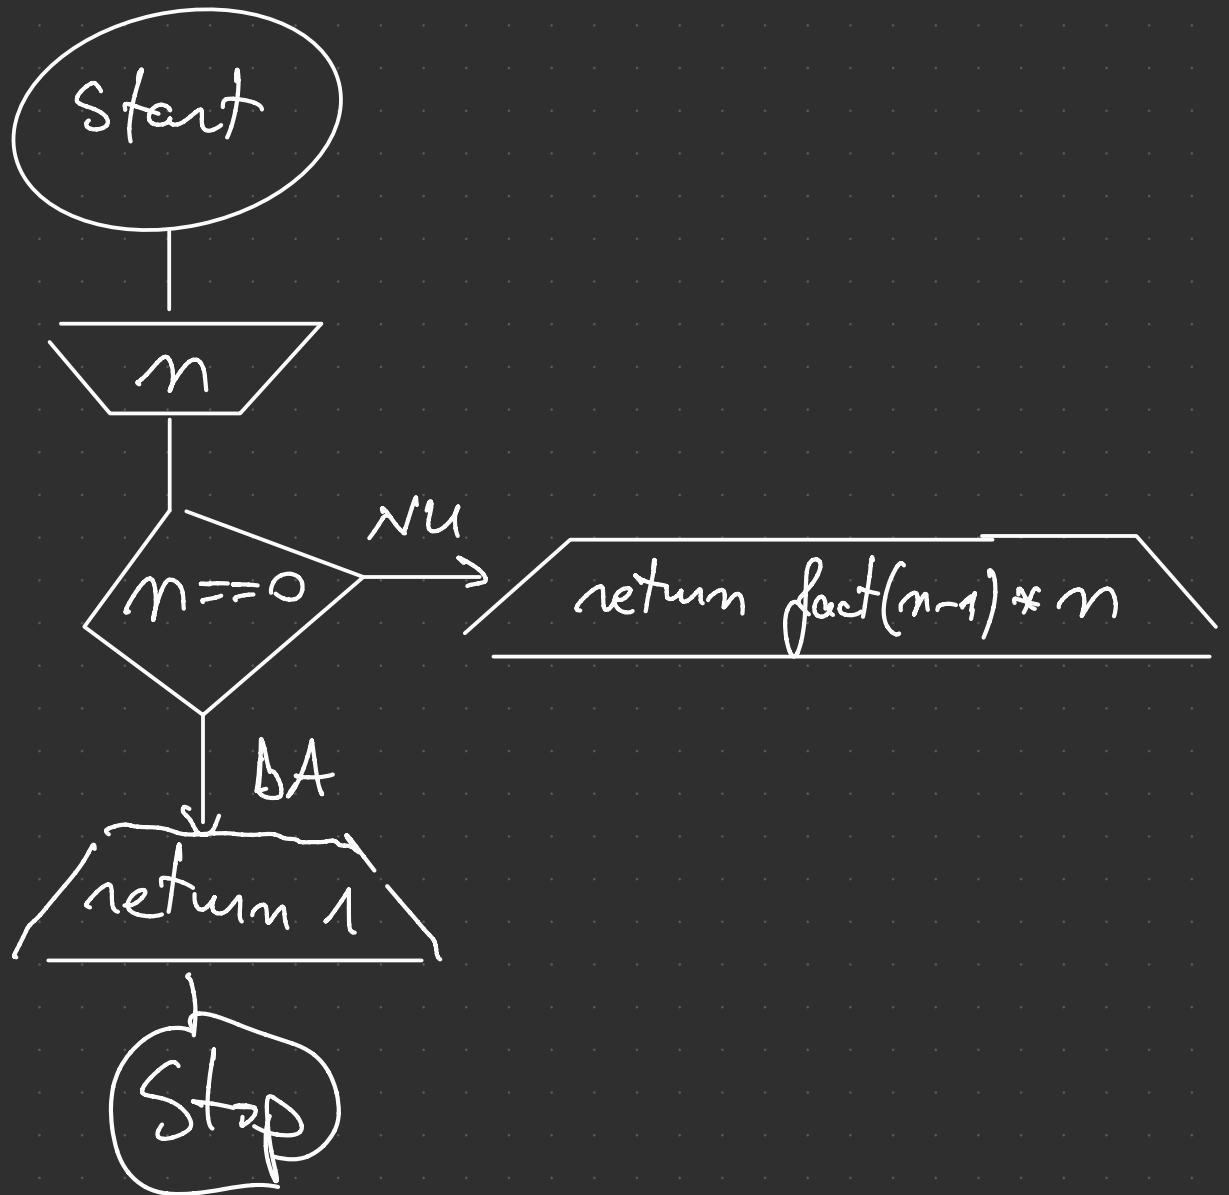 Start
n
n==0
NU
return fact(n-1)*n
DA
return 1
Stop